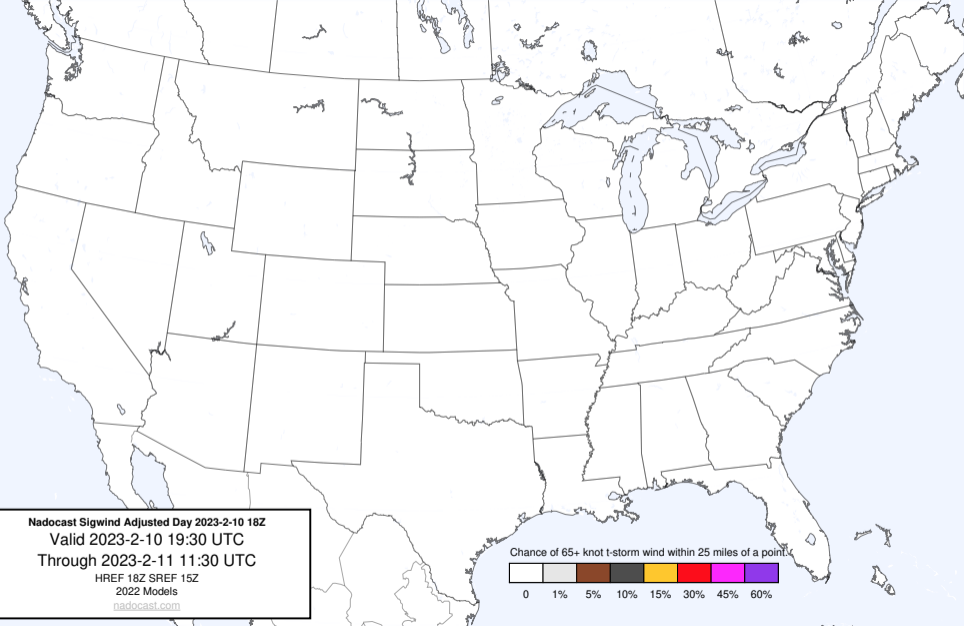 Nadocast Sigwind Adjusted Day 2023-2-10 18Z
Valid 2023-2-10 19:30 UTC
Through 2023-2-11 11:30 UTC
HREF 18Z SREF 15Z
2022 Models
nadocast.com
Chance of 65+ knot t-storm wind within 25 miles of a point.
0 1% 5% 10% 15% 30% 45% 60%